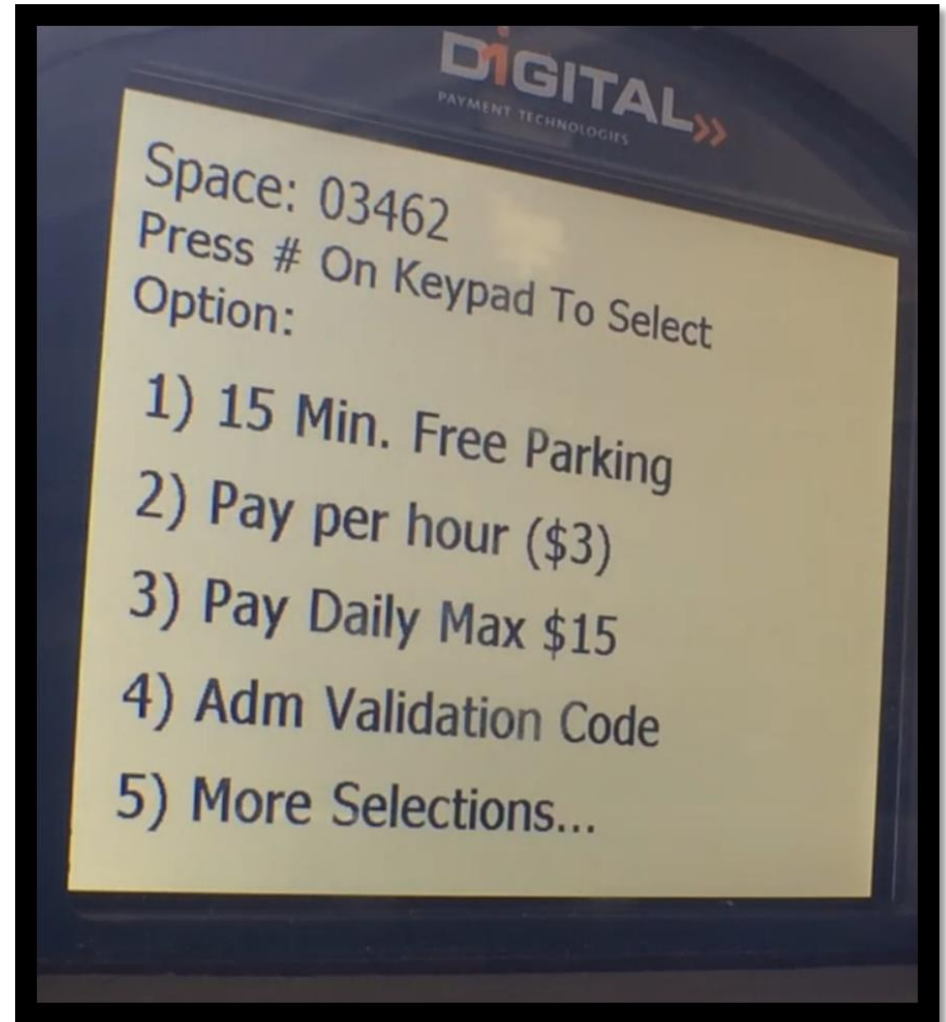 DiGITAL
PAYMENT TECHNOLOGIES
Space: 03462
Press # On Keypad To Select
Option:
1) 15 Min. Free Parking
2) Pay per hour ($3)
3) Pay Daily Max $15
4) Adm Validation Code
5) More Selections...